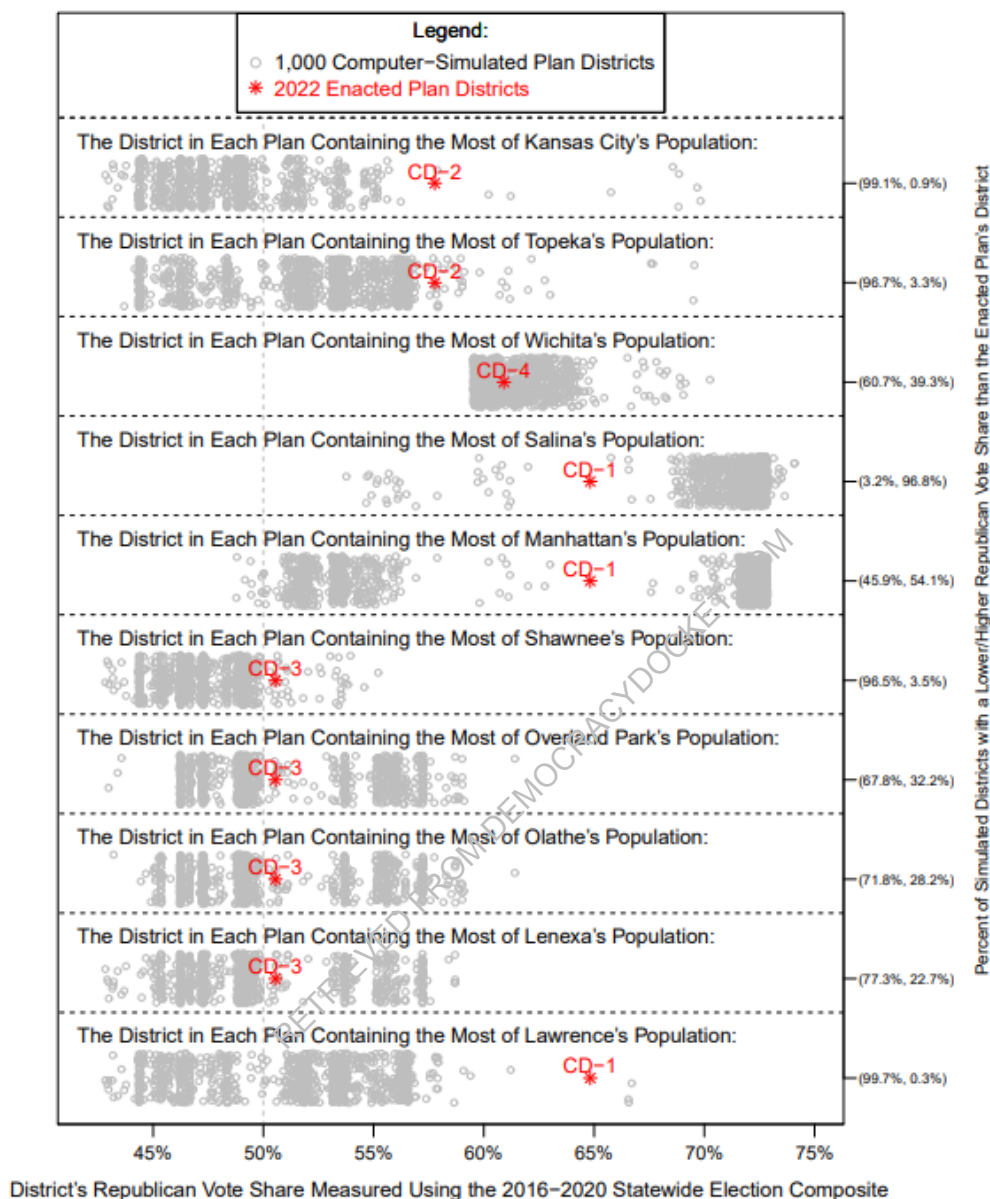 Legend:
1,000 Computer−Simulated Plan Districts
2022 Enacted Plan Districts
The District in Each Plan Containing the Most of Kansas City's Population:
CD−2
(99.1%, 0.9%)
The District in Each Plan Containing the Most of Topeka's Population:
CD−2
(96.7%, 3.3%)
The District in Each Plan Containing the Most of Wichita's Population:
CD−4
(60.7%, 39.3%)
The District in Each Plan Containing the Most of Salina's Population:
CD−1
(3.2%, 96.8%)
The District in Each Plan Containing the Most of Manhattan's Population:
CD−1
(45.9%, 54.1%)
The District in Each Plan Containing the Most of Shawnee's Population:
CD−3
(96.5%, 3.5%)
The District in Each Plan Containing the Most of Overland Park's Population:
CD−3
(67.8%, 32.2%)
The District in Each Plan Containing the Most of Olathe's Population:
CD−3
(71.8%, 28.2%)
The District in Each Plan Containing the Most of Lenexa's Population:
CD−3
(77.3%, 22.7%)
The District in Each Plan Containing the Most of Lawrence's Population:
CD−1
(99.7%, 0.3%)
45% 50% 55% 60% 65% 70% 75%
District's Republican Vote Share Measured Using the 2016−2020 Statewide Election Composite
Percent of Simulated Districts with a Lower/Higher Republican Vote Share than the Enacted Plan's District
RETRIEVED FROM DEMOCRACYDOCKET.COM